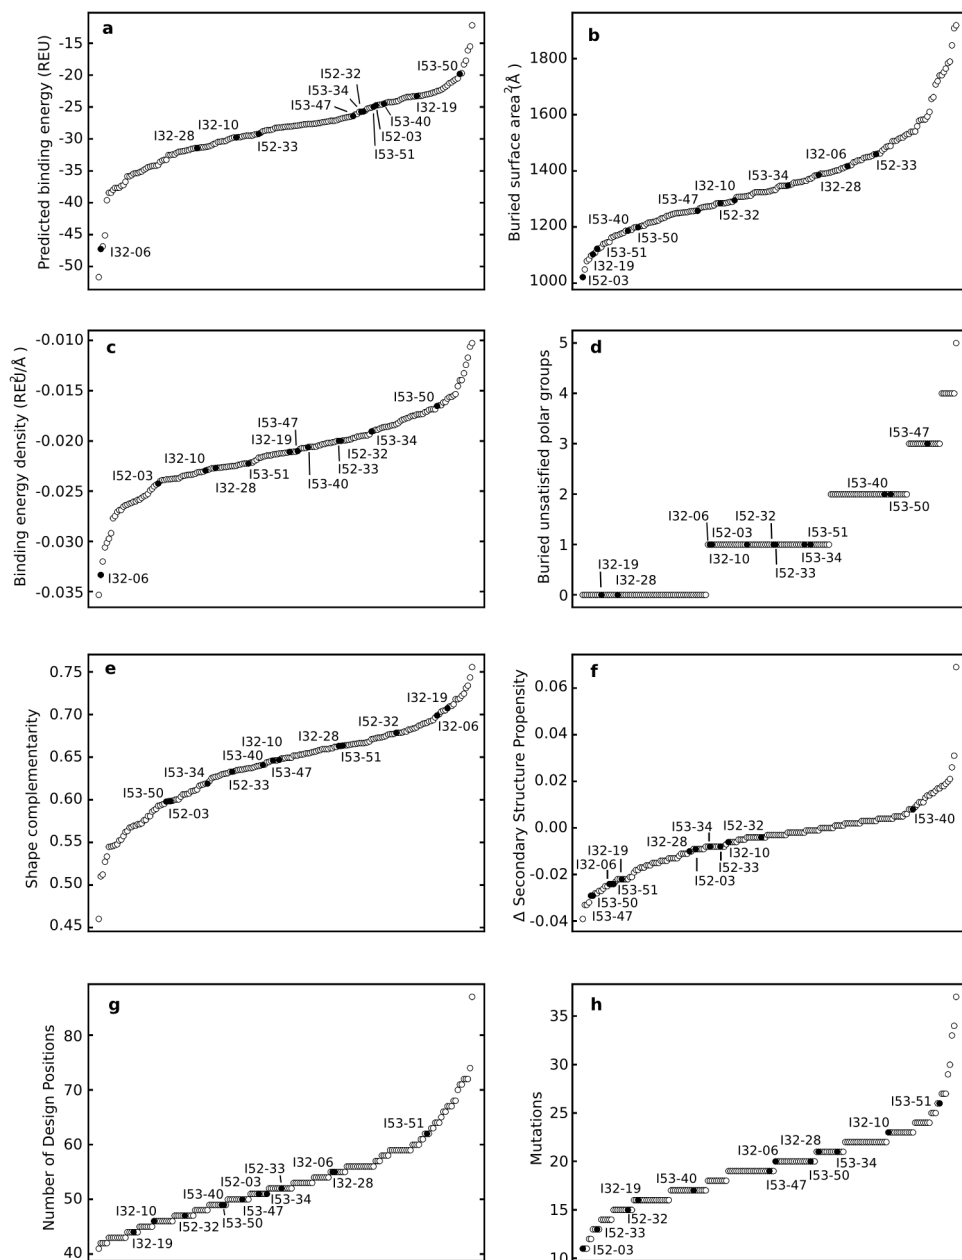 a
Predicted binding energy (REU)
-15
-20
-25
-30
-35
-40
-45
-50
I53-50
I52-32
I53-34
I53-47
I32-19
I53-40
I52-03
I53-51
I32-10
I32-28
I52-33
I32-06
b
Buried surface area (Å2)
1800
1600
1400
1200
1000
I32-06
I52-33
I53-34
I32-28
I32-10
I53-47
I52-32
I53-40
I53-50
I53-51
I32-19
I52-03
c
Binding energy density (REU/Å2)
-0.010
-0.015
-0.020
-0.025
-0.030
-0.035
I53-50
I53-47
I32-19
I53-34
I32-10
I52-32
I52-03
I53-51
I52-33
I32-28
I53-40
I32-06
d
Buried unsatisfied polar groups
5
4
3
2
1
0
I53-47
I53-40
I53-50
I32-06
I52-32
I52-03
I53-51
I32-10
I53-34
I52-33
I32-19
I32-28
e
Shape complementarity
0.75
0.70
0.65
0.60
0.55
0.50
0.45
I32-19
I32-06
I52-32
I32-28
I32-10
I53-40
I53-51
I53-34
I53-47
I52-33
I53-50
I52-03
f
Δ Secondary Structure Propensity
0.06
0.04
0.02
0.00
-0.02
-0.04
I53-40
I53-34
I52-32
I32-28
I32-19
I32-10
I32-06
I52-33
I52-03
I53-51
I53-50
I53-47
g
Number of Design Positions
80
70
60
50
40
I53-51
I32-06
I52-33
I32-28
I52-03
I53-40
I53-34
I32-10
I53-47
I52-32
I53-50
I32-19
h
Mutations
35
30
25
20
15
10
I53-51
I32-10
I32-28
I32-06
I53-34
I53-50
I53-40
I53-47
I32-19
I52-32
I52-33
I52-03